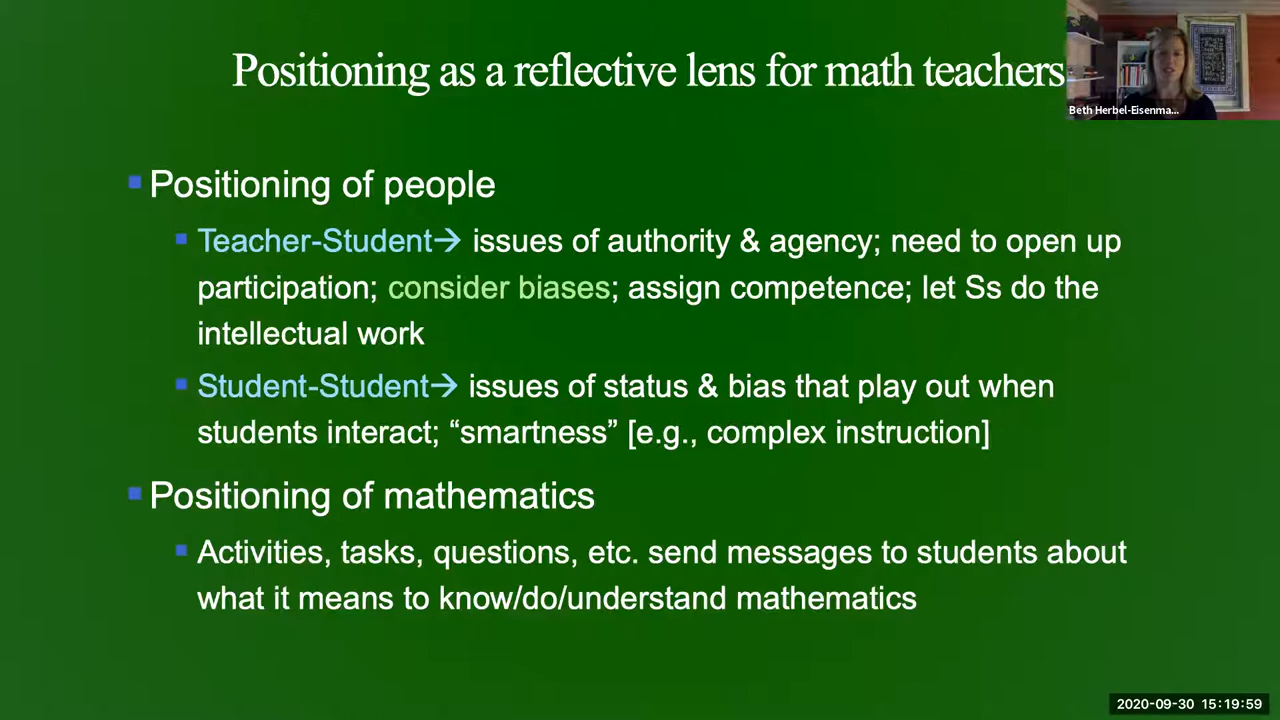 Positioning as a reflective lens for math teachers
Beth Herbel-Eisenma...
Positioning of people
Teacher-Student→ issues of authority & agency; need to open up
participation; consider biases; assign competence; let Ss do the
intellectual work
Student-Student→ issues of status & bias that play out when
students interact; “smartness” [e.g., complex instruction]
Positioning of mathematics
Activities, tasks, questions, etc. send messages to students about
what it means to know/do/understand mathematics
2020-09-30 15:19:59